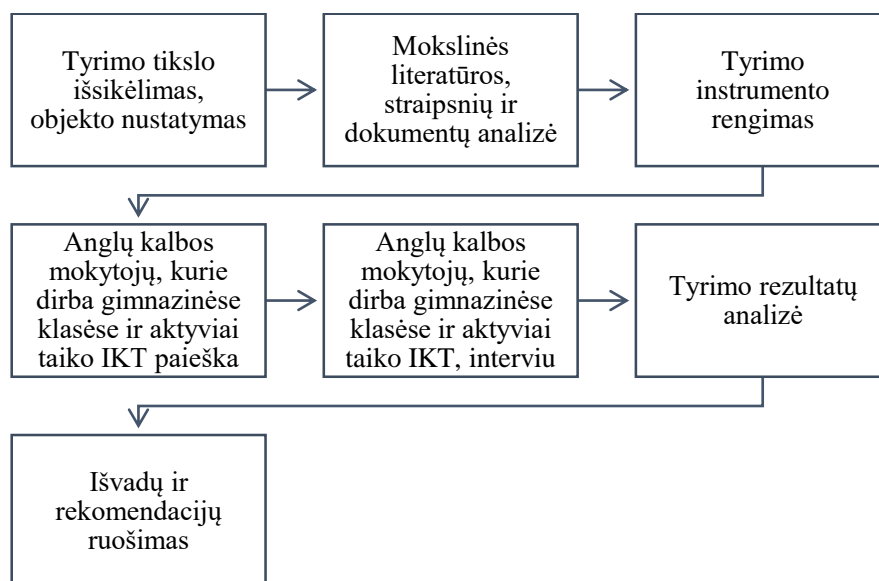 Tyrimo tikslo
išsikėlimas,
objekto nustatymas
Mokslinės
literatūros,
straipsnių ir
dokumentų analizė
Tyrimo
instrumento
rengimas
Anglų kalbos
mokytojų, kurie
dirba gimnazinėse
klasėse ir aktyviai
taiko IKT paieška
Anglų kalbos
mokytojų, kurie
dirba gimnazinėse
klasėse ir aktyviai
taiko IKT, interviu
Tyrimo rezultatų
analizė
Išvadų ir
rekomendacijų
ruošimas